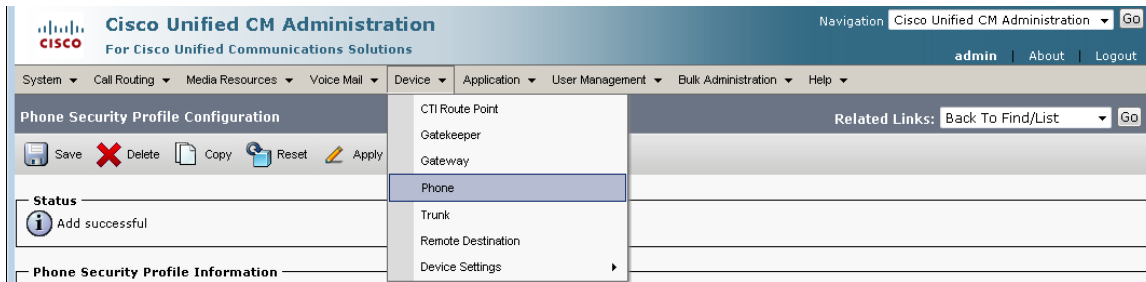 Cisco Unified CM Administration
Navigation Cisco Unified CM Administration Go
CISCO
For Cisco Unified Communications Solutions
admin | About | Logout
System Call Routing Media Resources Voice Mail Device Application User Management Bulk Administration Help
Phone Security Profile Configuration
Related Links: Back To Find/List Go
Save Delete Copy Reset Apply
CTI Route Point
Gatekeeper
Gateway
Phone
Trunk
Remote Destination
Device Settings
Status
Add successful
Phone Security Profile Information